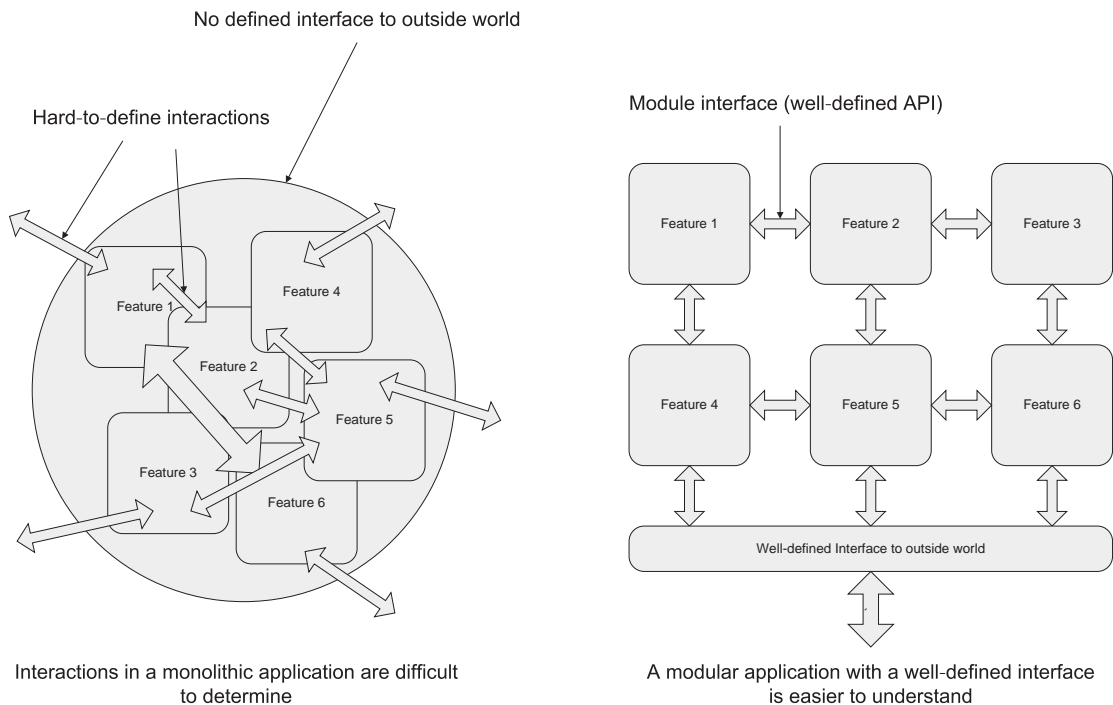 No defined interface to outside world
Hard-to-define interactions
Feature 1
Feature 4
Feature 2
Feature 5
Feature 3
Feature 6
Interactions in a monolithic application are difficult
to determine
Module interface (well-defined API)
Feature 1
Feature 2
Feature 3
Feature 4
Feature 5
Feature 6
Well-defined Interface to outside world
A modular application with a well-defined interface
is easier to understand